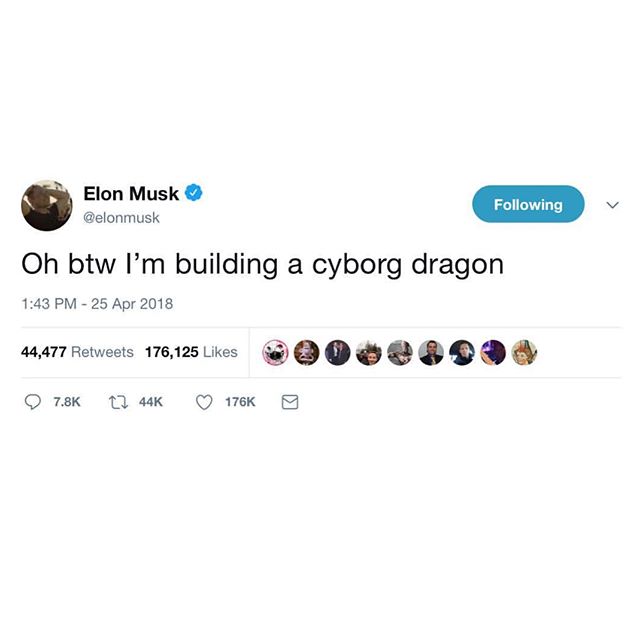 Elon Musk
@elonmusk
Following
Oh btw I’m building a cyborg dragon
1:43 PM - 25 Apr 2018
44,477 Retweets 176,125 Likes
7.8K 44K 176K